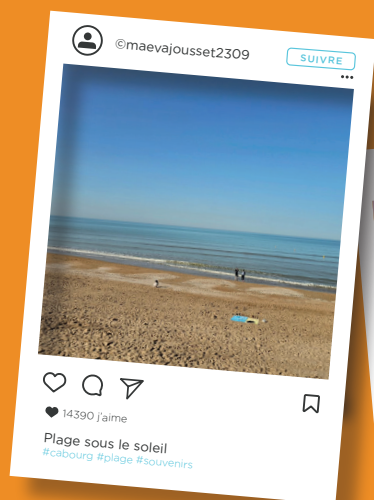 ©maevajousset2309
SUIVRE
14390 j'aime
Plage sous le soleil
#cabourg #plage #souvenirs